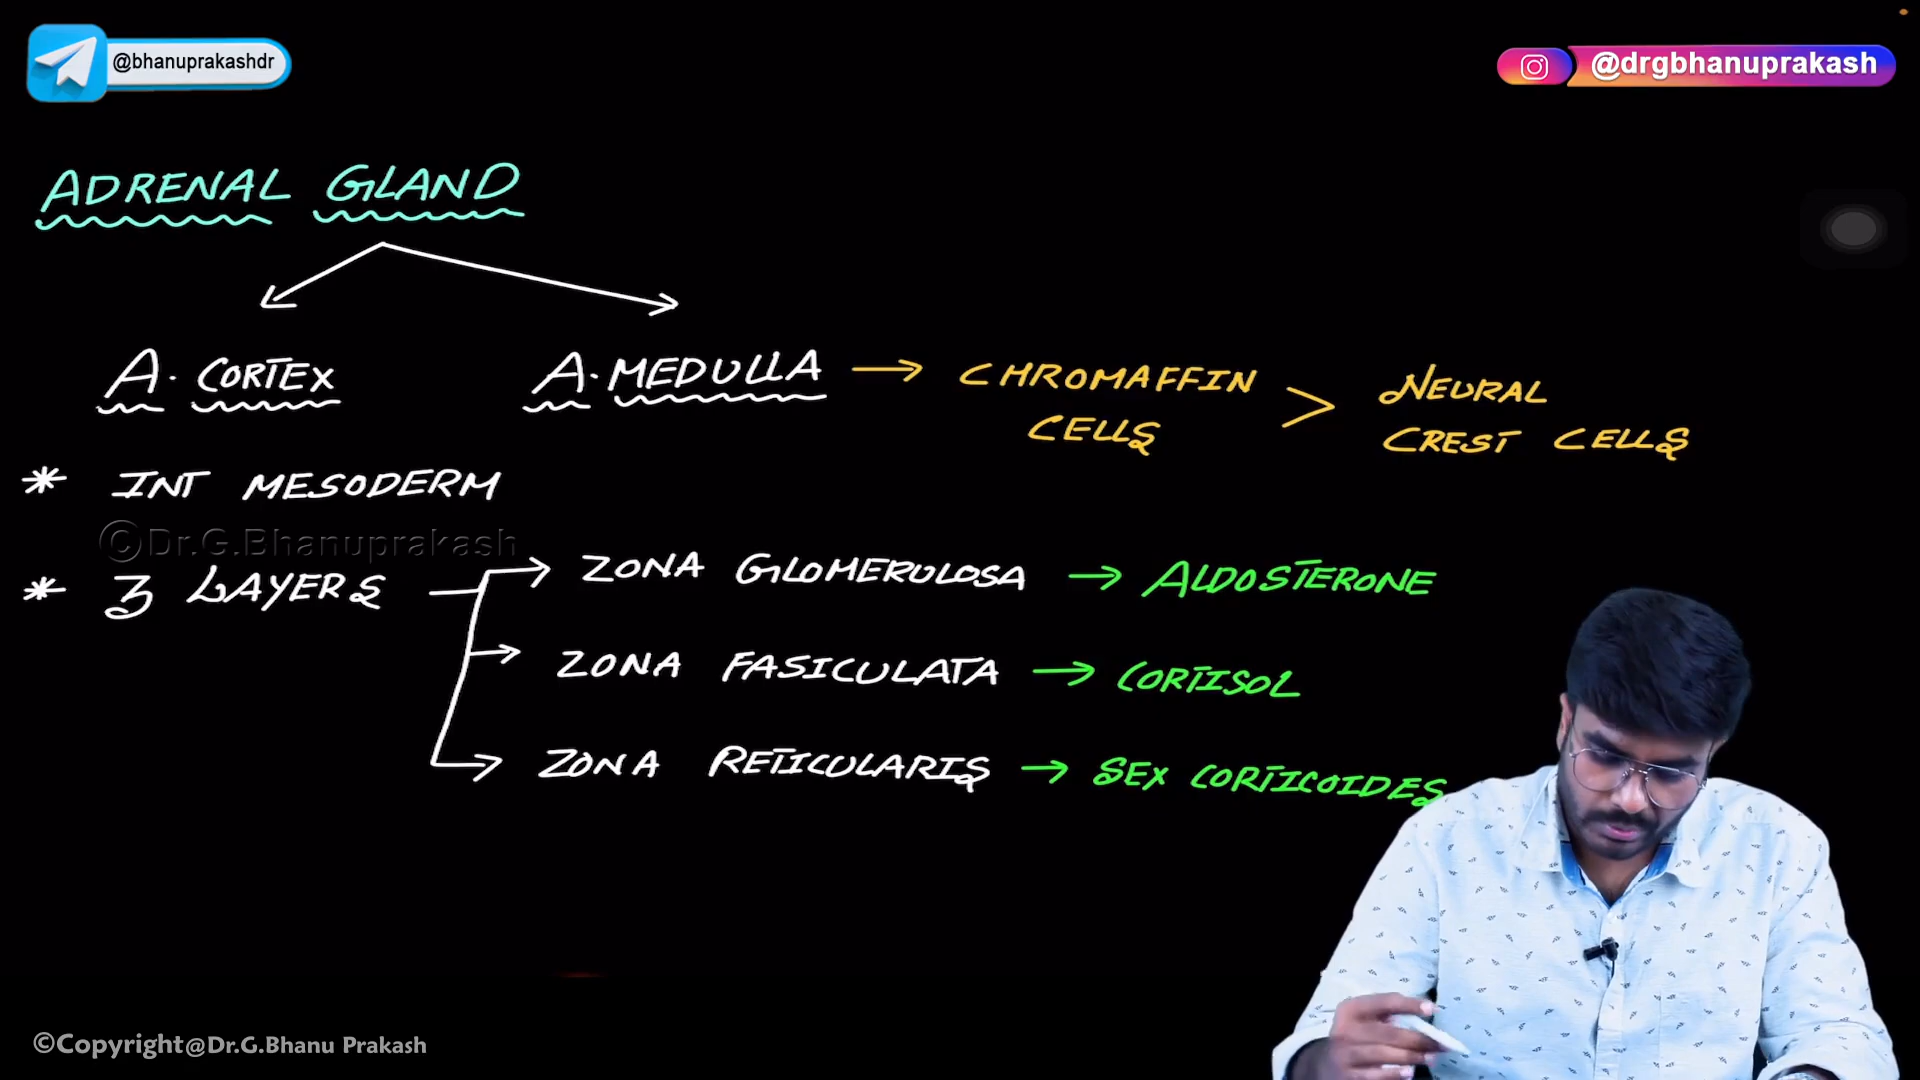 @bhanuprakashdr
@drgbhanuprakash
ADRENAL GLAND
A. CORTEX
A. MEDULLA → CHROMAFFIN CELLS > NEURAL CREST CELLS
* INT MESODERM
©Dr.G.Bhanuprakash
* 3 LAYERS
→ ZONA GLOMERULOSA → ALDOSTERONE
→ ZONA FASICULATA → CORTISOL
→ ZONA RETICULARIS → SEX CORTICOIDES
©Copyright@Dr.G.Bhanu Prakash